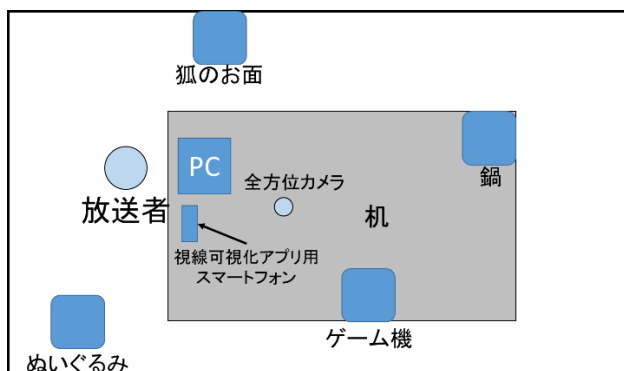 狐のお面
PC
全方位カメラ
鍋
放送者
机
視線可視化アプリ用
スマートフォン
ゲーム機
ぬいぐるみ